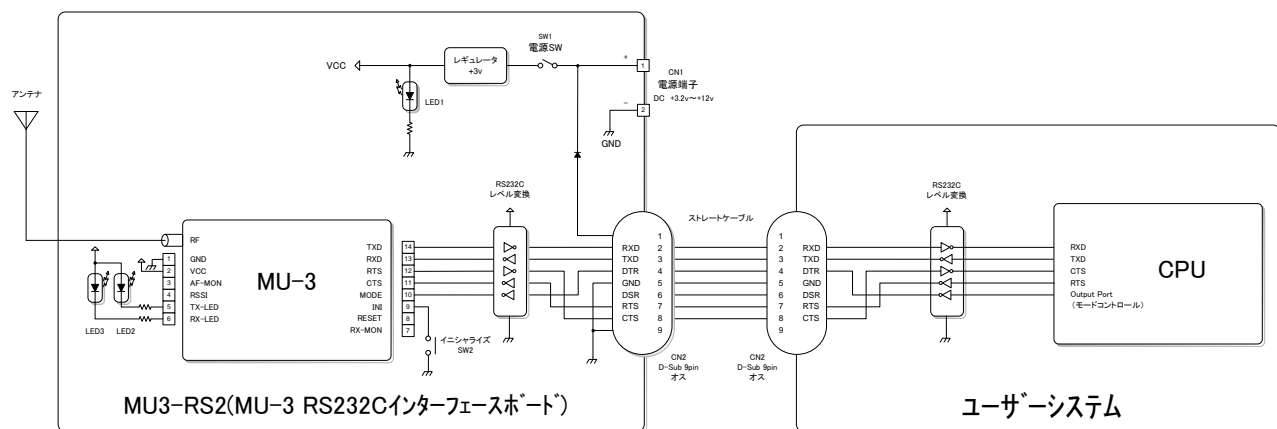 アンテナ
VCC
レギュレータ
+3v
SW1
電源SW
+
1
CN1
電源端子
DC +3.2v～+12v
-
2
GND
LED1
RF
1 GND
2 VCC
3 AF-MON
4 RSSI
5 TX-LED
6 RX-LED
LED3 LED2
MU-3
TXD 14
RXD 13
RTS 12
CTS 11
MODE 10
INI 9
RESET 8
RX-MON 7
イニシャライズ
SW2
RS232C
レベル変換
1
RXD 2
TXD 3
DTR 4
GND 5
DSR 6
RTS 7
CTS 8
9
CN2
D-Sub 9pin
オス
ストレートケーブル
1
2 RXD
3 TXD
4 DTR
5 GND
6 DSR
7 RTS
8 CTS
9
CN2
D-Sub 9pin
オス
RS232C
レベル変換
RXD
TXD
CTS
RTS
Output Port
(モードコントロール)
CPU
MU3-RS2(MU-3 RS232Cインターフェースボード)
ユーザーシステム